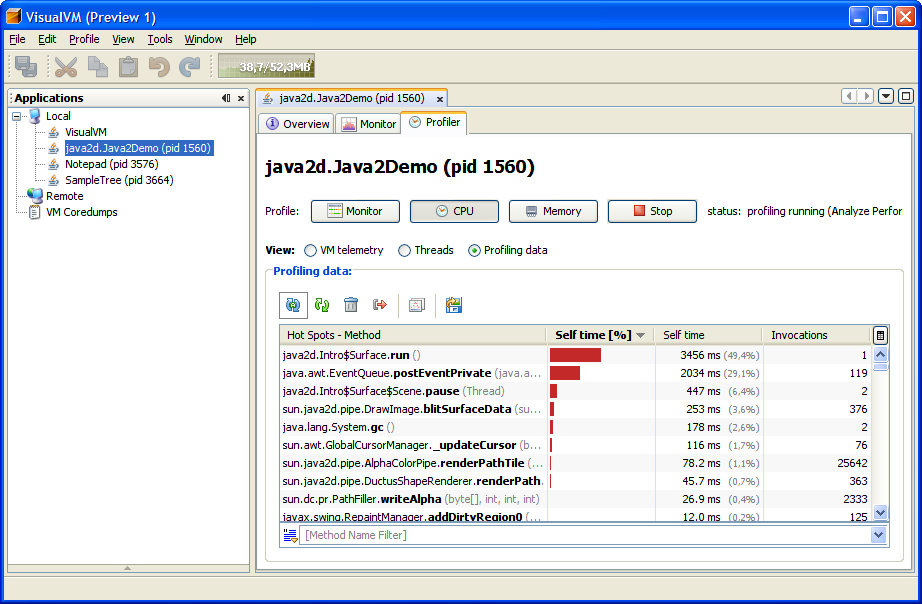 VisualVM (Preview 1)
File Edit Profile View Tools Window Help
38,7/52,3MB
Applications
Local
VisualVM
java2d.Java2Demo (pid 1560)
Notepad (pid 3576)
SampleTree (pid 3664)
Remote
VM Coredumps
java2d.Java2Demo (pid 1560)
Overview Monitor Profiler
java2d.Java2Demo (pid 1560)
Profile: Monitor CPU Memory Stop status: profiling running (Analyze Perfor
View: VM telemetry Threads Profiling data
Profiling data:
Hot Spots - Method Self time [%] Self time Invocations
java2d.Intro$Surface.run () 3456 ms (49,4%) 1
java.awt.EventQueue.postEventPrivate (java.a... 2034 ms (29,1%) 119
java2d.Intro$Surface$Scene.pause (Thread) 447 ms (6,4%) 2
sun.java2d.pipe.DrawImage.blitSurfaceData (su... 253 ms (3,6%) 376
java.lang.System.gc () 178 ms (2,6%) 2
sun.awt.GlobalCursorManager._updateCursor (b... 116 ms (1,7%) 76
sun.java2d.pipe.AlphaColorPipe.renderPathTile (... 78.2 ms (1,1%) 25642
sun.java2d.pipe.DuctusShapeRenderer.renderPath. 45.7 ms (0,7%) 363
sun.dc.pr.PathFiller.writeAlpha (byte[], int, int, int) 26.9 ms (0,4%) 2333
javax.swing.RepaintManager.addDirtyRegion0 (... 12.0 ms (0,2%) 125
[Method Name Filter]